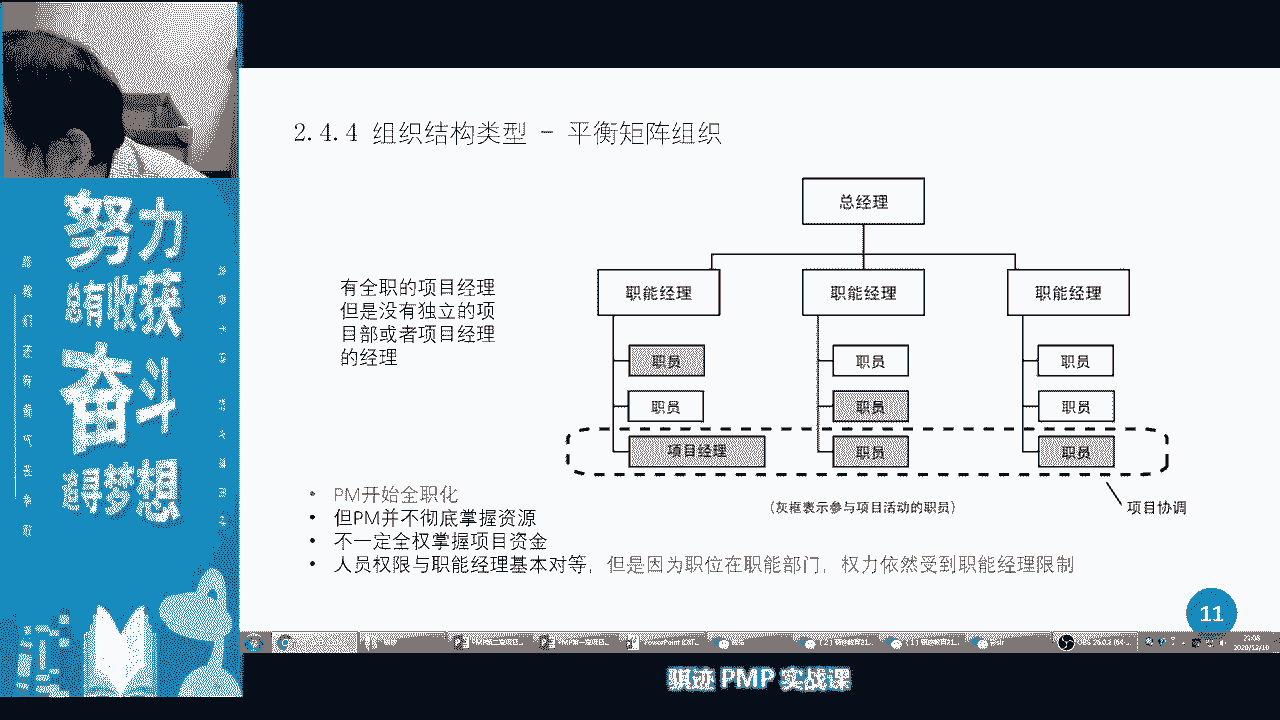 努力
总有收获
奋斗
追寻梦想
2.4.4 组织结构类型 - 平衡矩阵组织
总经理
有全职的项目经理
但是没有独立的项
目部或者项目经理
的经理
职能经理 职能经理 职能经理
职员 职员 职员
职员 职员 职员
项目经理 职员 职员
(灰框表示参与项目活动的职员)
项目协调
• PM开始全职化
• 但PM并不彻底掌握资源
• 不一定全权掌握项目资金
• 人员权限与职能经理基本对等，但是因为职位在职能部门，权力依然受到职能经理限制
11
21:08
2020/12/10
骐迹 PMP 实战课